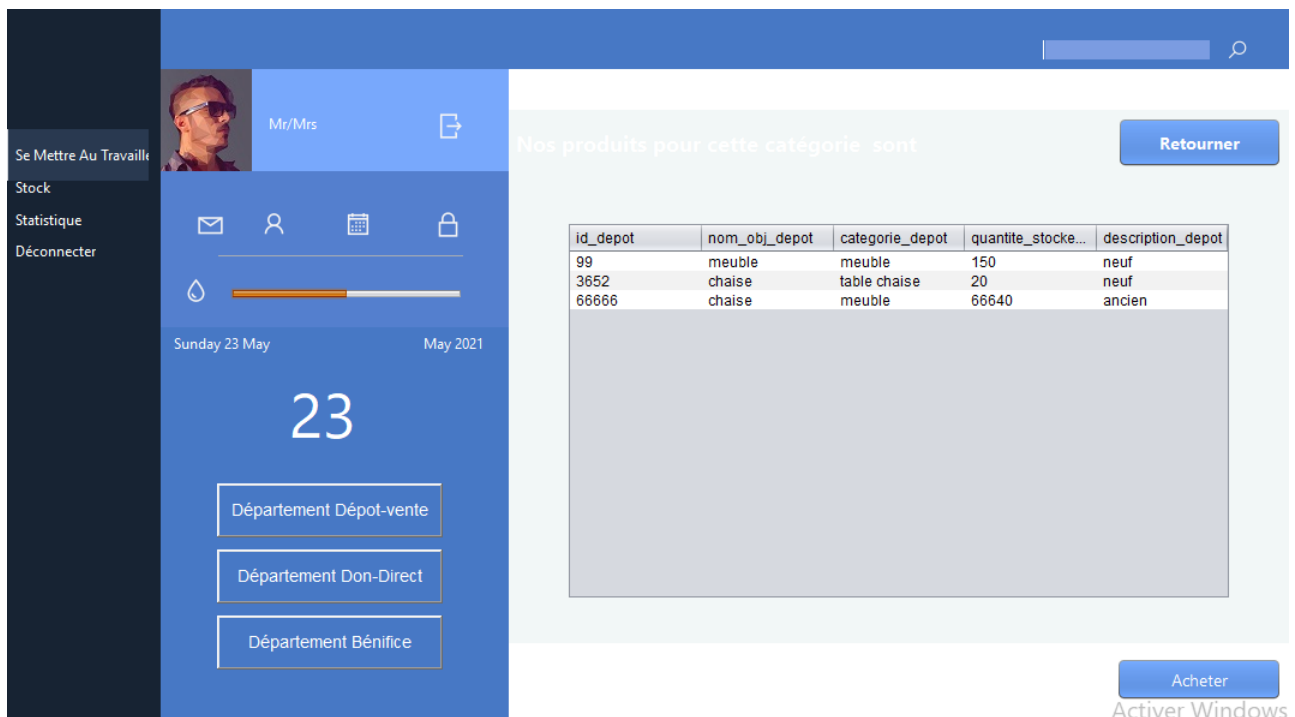 Se Mettre Au Travaille
Stock
Statistique
Déconnecter
Mr/Mrs
Sunday 23 May
May 2021
23
Département Dépot-vente
Département Don-Direct
Département Bénifice
Nos produits pour cette catégorie sont
Retourner
id_depot nom_obj_depot categorie_depot quantite_stocke... description_depot
99 meuble meuble 150 neuf
3652 chaise table chaise 20 neuf
66666 chaise meuble 66640 ancien
Acheter
Activer Windows